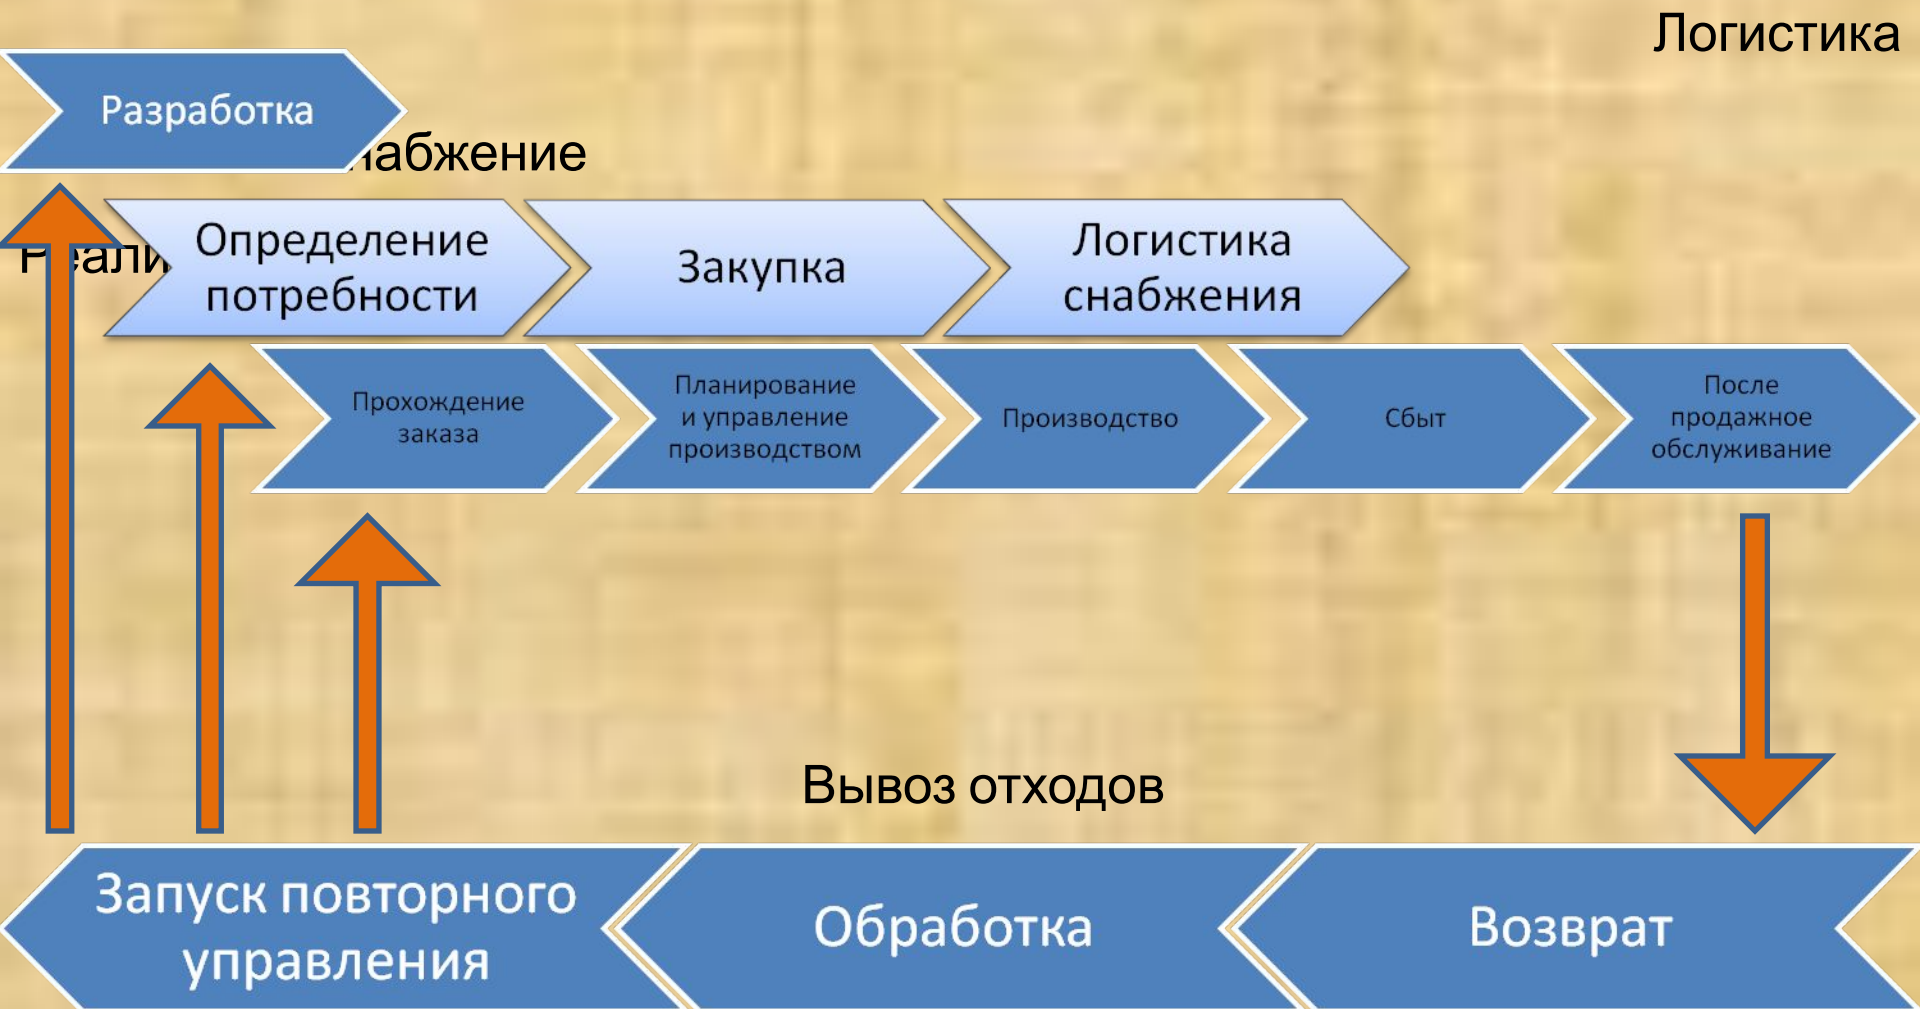 Логистика
Разработка
Определение
потребности
Закупка
Логистика
снабжения
Прохождение
заказа
Планирование
и управление
производством
Производство
Сбыт
После
продажное
обслуживание
Вывоз отходов
Запуск повторного
управления
Обработка
Возврат